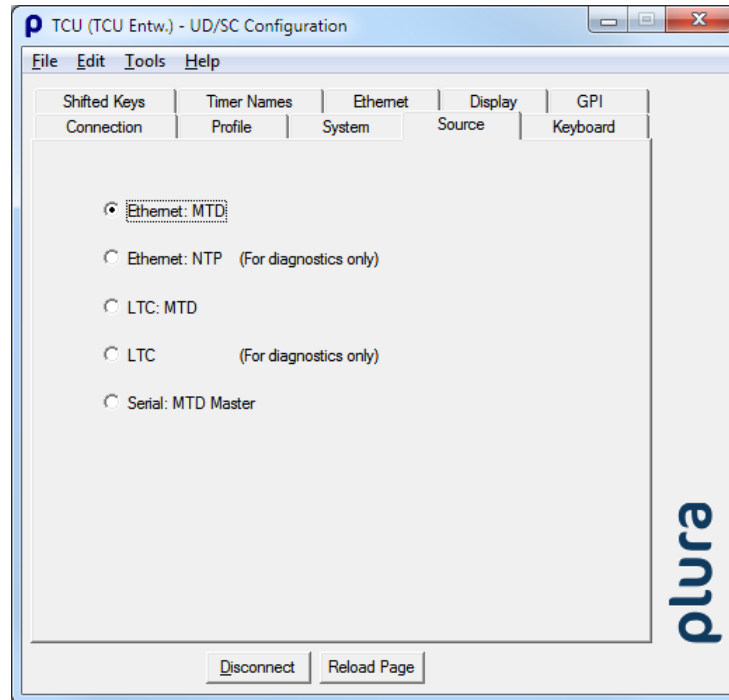 p TCU (TCU Entw.) - UD/SC Configuration
File Edit Tools Help
Shifted Keys Timer Names Ethernet Display GPI
Connection Profile System Source Keyboard
Ethernet: MTD
Ethernet: NTP (For diagnostics only)
LTC: MTD
LTC (For diagnostics only)
Serial: MTD Master
plura
Disconnect Reload Page